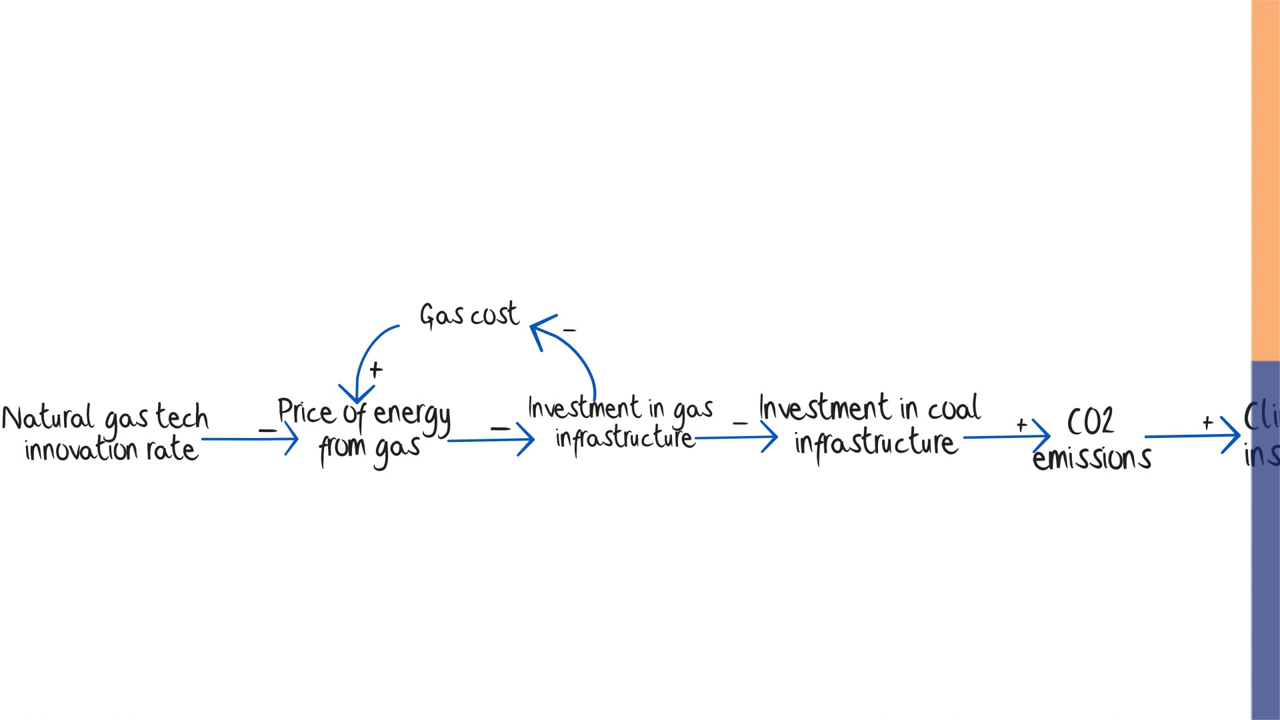 Gas cost
–
+
Natural gas tech
innovation rate
–
Price of energy
from gas
–
Investment in gas
infrastructure
–
Investment in coal
infrastructure
+
CO2
emissions
+